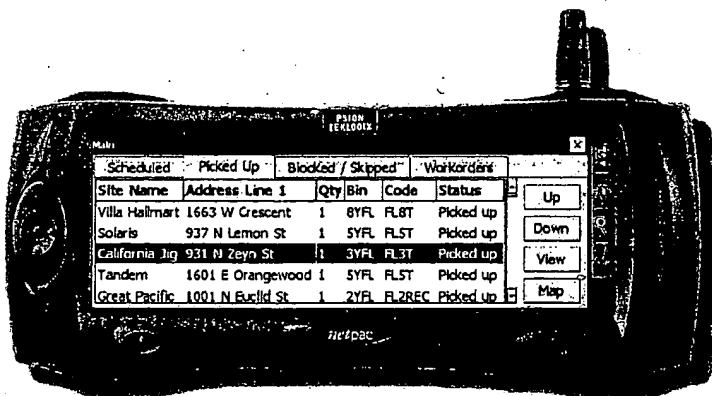 PSION
TEKLOGIX
Main X
Scheduled Picked Up Blocked / Skipped Workorders
Site Name Address Line 1 Qty Bin Code Status
Villa Hallmart 1663 W Crescent 1 8YFL FL8T Picked up
Solaris 937 N Lemon St 1 5YFL FL5T Picked up
California Jig 931 N Zeyn St 1 3YFL FL3T Picked up
Tandem 1601 E Orangewood 1 5YFL FL5T Picked up
Great Pacific 1001 N Euclid St 1 2YFL FL2REC Picked up
Up
Down
View
Map
netpad